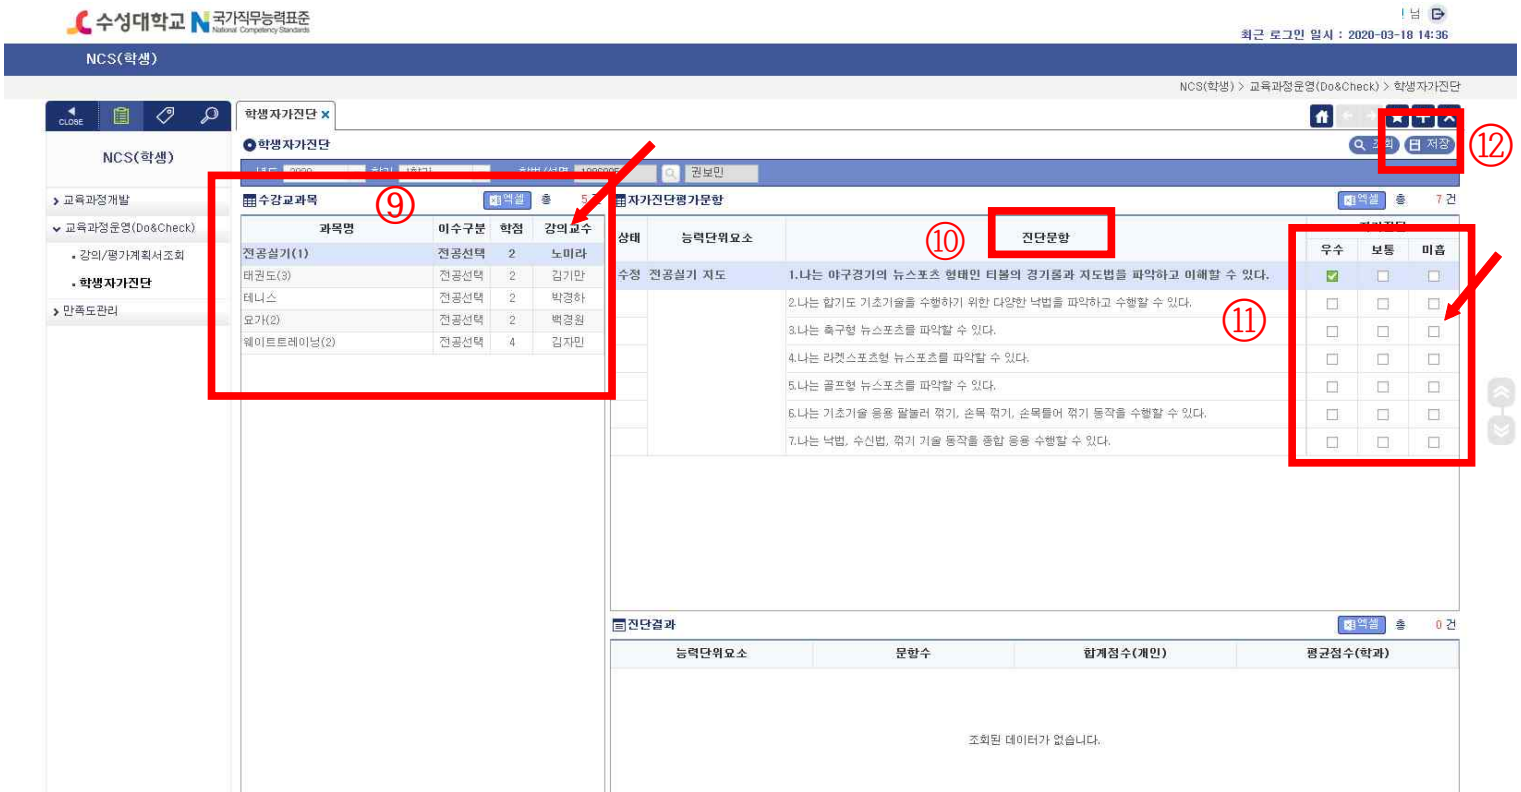 수성대학교 N 국가직무능력표준
National Competency Standards
! 님
최근 로그인 일시 : 2020-03-18 14:36
NCS(학생)
NCS(학생) > 교육과정운영(Do&Check) > 학생자가진단
CLOSE
학생자가진단 ×
NCS(학생)
학생자가진단
저장
⑫
권보민
교육과정개발
교육과정운영(Do&Check)
강의/평가계획서조회
학생자가진단
만족도관리
수강교과목 ⑨ 엑셀 총 5
과목명 이수구분 학점 강의교수
전공실기(1) 전공선택 2 노미라
태권도(3) 전공선택 2 김기만
테니스 전공선택 2 박경하
요가(2) 전공선택 2 백경원
웨이트트레이닝(2) 전공선택 4 김자민
자가진단평가문항 엑셀 총 7 건
상태 능력단위요소 ⑩ 진단문항 자가진단
우수 보통 미흡
수정 전공실기 지도 1.나는 야구경기의 뉴스포츠 형태인 티볼의 경기룰과 지도법을 파악하고 이해할 수 있다.
2.나는 합기도 기초기술을 수행하기 위한 다양한 낙법을 파악하고 수행할 수 있다.
⑪
3.나는 축구형 뉴스포츠를 파악할 수 있다.
4.나는 라켓스포츠형 뉴스포츠를 파악할 수 있다.
5.나는 골프형 뉴스포츠를 파악할 수 있다.
6.나는 기초기술 응용 팔눌러 꺾기, 손목 꺾기, 손목틀어 꺾기 동작을 수행할 수 있다.
7.나는 낙법, 수신법, 꺾기 기술 동작을 종합 응용 수행할 수 있다.
진단결과 엑셀 총 0 건
능력단위요소 문항수 합계점수(개인) 평균점수(학과)
조회된 데이터가 없습니다.